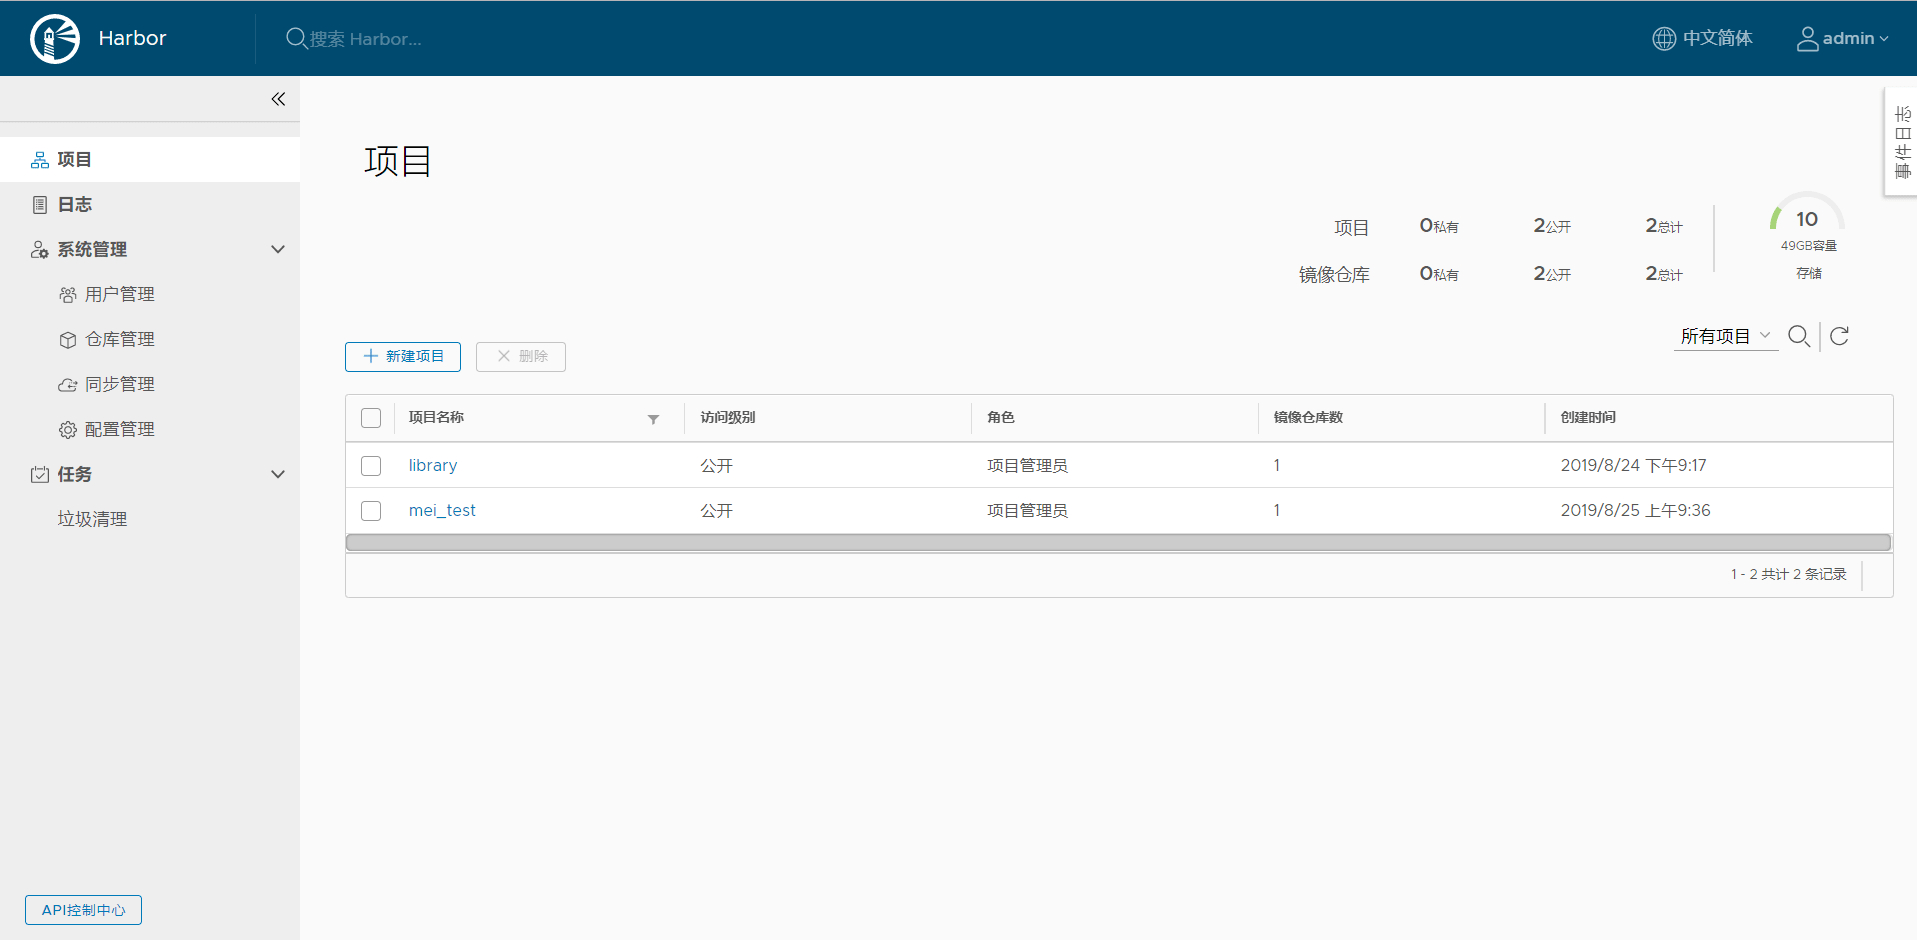 Harbor
搜索 Harbor...
中文简体
admin
项目
日志
系统管理
用户管理
仓库管理
同步管理
配置管理
任务
垃圾清理
API控制中心
事件日志
项目
项目 0私有 2公开 2总计
镜像仓库 0私有 2公开 2总计
10
49GB容量
存储
所有项目
新建项目
删除
项目名称 访问级别 角色 镜像仓库数 创建时间
library 公开 项目管理员 1 2019/8/24 下午9:17
mei_test 公开 项目管理员 1 2019/8/25 上午9:36
1 - 2 共计 2 条记录